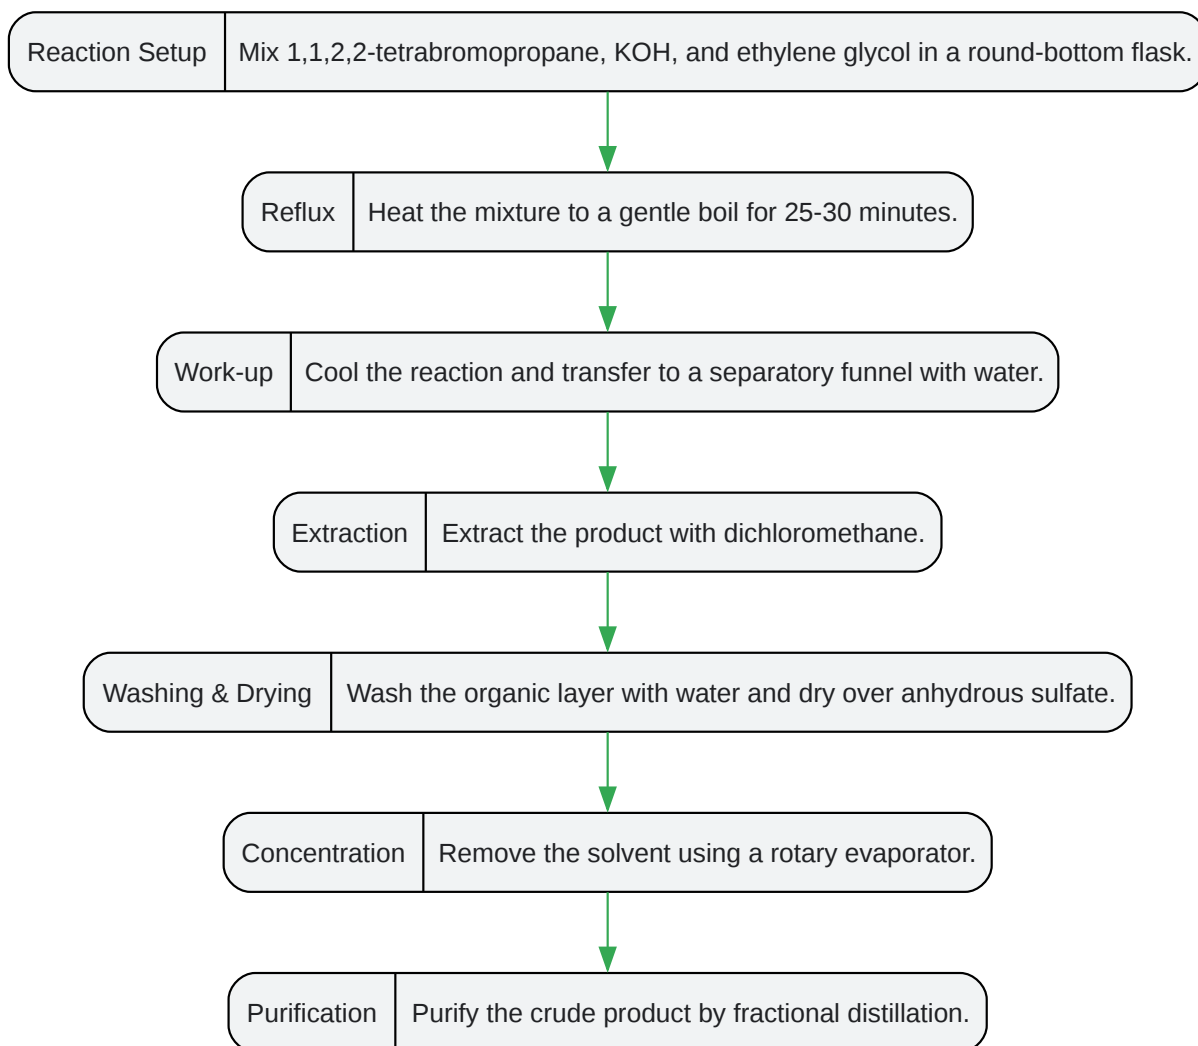 Reaction Setup Mix 1,1,2,2-tetrabromopropane, KOH, and ethylene glycol in a round-bottom flask.
Reflux Heat the mixture to a gentle boil for 25-30 minutes.
Work-up Cool the reaction and transfer to a separatory funnel with water.
Extraction Extract the product with dichloromethane.
Washing & Drying Wash the organic layer with water and dry over anhydrous sulfate.
Concentration Remove the solvent using a rotary evaporator.
Purification Purify the crude product by fractional distillation.